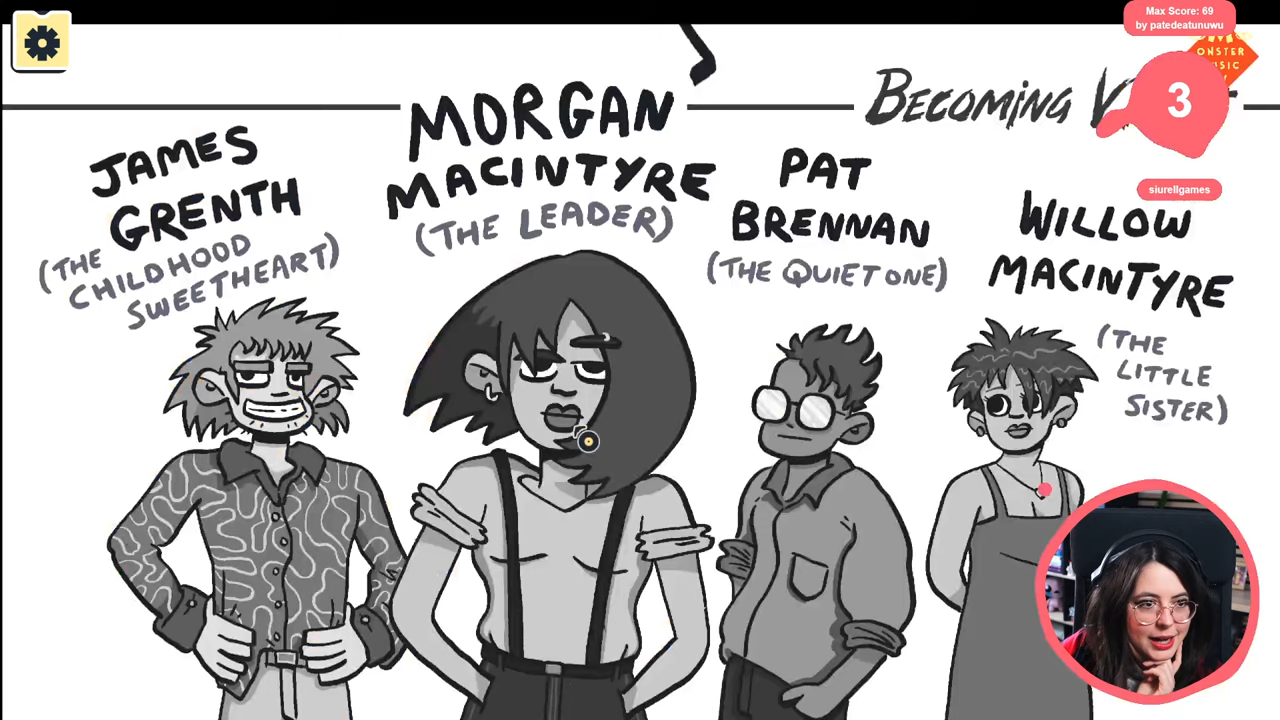 Max Score: 69
by patedeatunuwu
ONSTER
3
BECOMING
siurellgames
JAMES
GRENTH
(THE
CHILDHOOD
SWEETHEART)
MORGAN
MACINTYRE
(THE LEADER)
PAT
BRENNAN
(THE QUIET ONE)
WILLOW
MACINTYRE
(THE
LITTLE
SISTER)